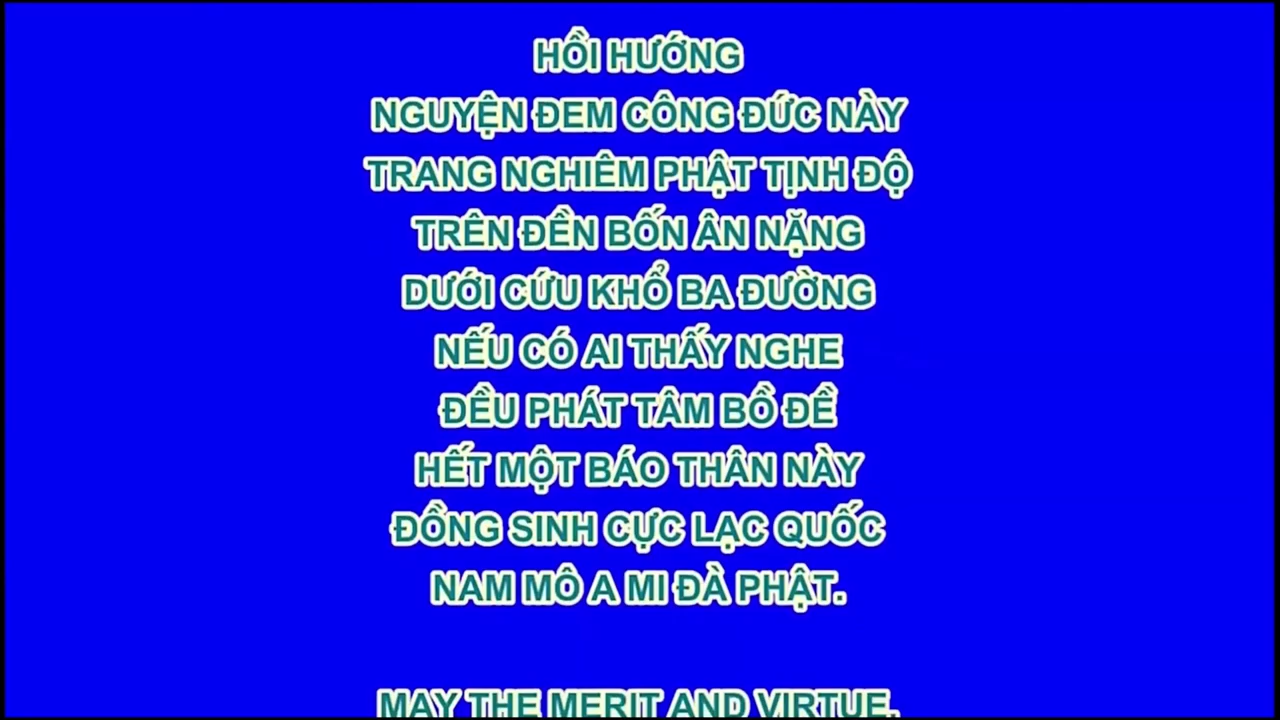 HỒI HƯỚNG
NGUYỆN ĐEM CÔNG ĐỨC NÀY
TRANG NGHIÊM PHẬT TỊNH ĐỘ
TRÊN ĐỀN BỐN ÂN NẶNG
DƯỚI CỨU KHỔ BA ĐƯỜNG
NẾU CÓ AI THẤY NGHE
ĐỀU PHÁT TÂM BỒ ĐỀ
HẾT MỘT BÁO THÂN NÀY
ĐỒNG SINH CỰC LẠC QUỐC
NAM MÔ A MI ĐÀ PHẬT.
MAY THE MERIT AND VIRTUE,